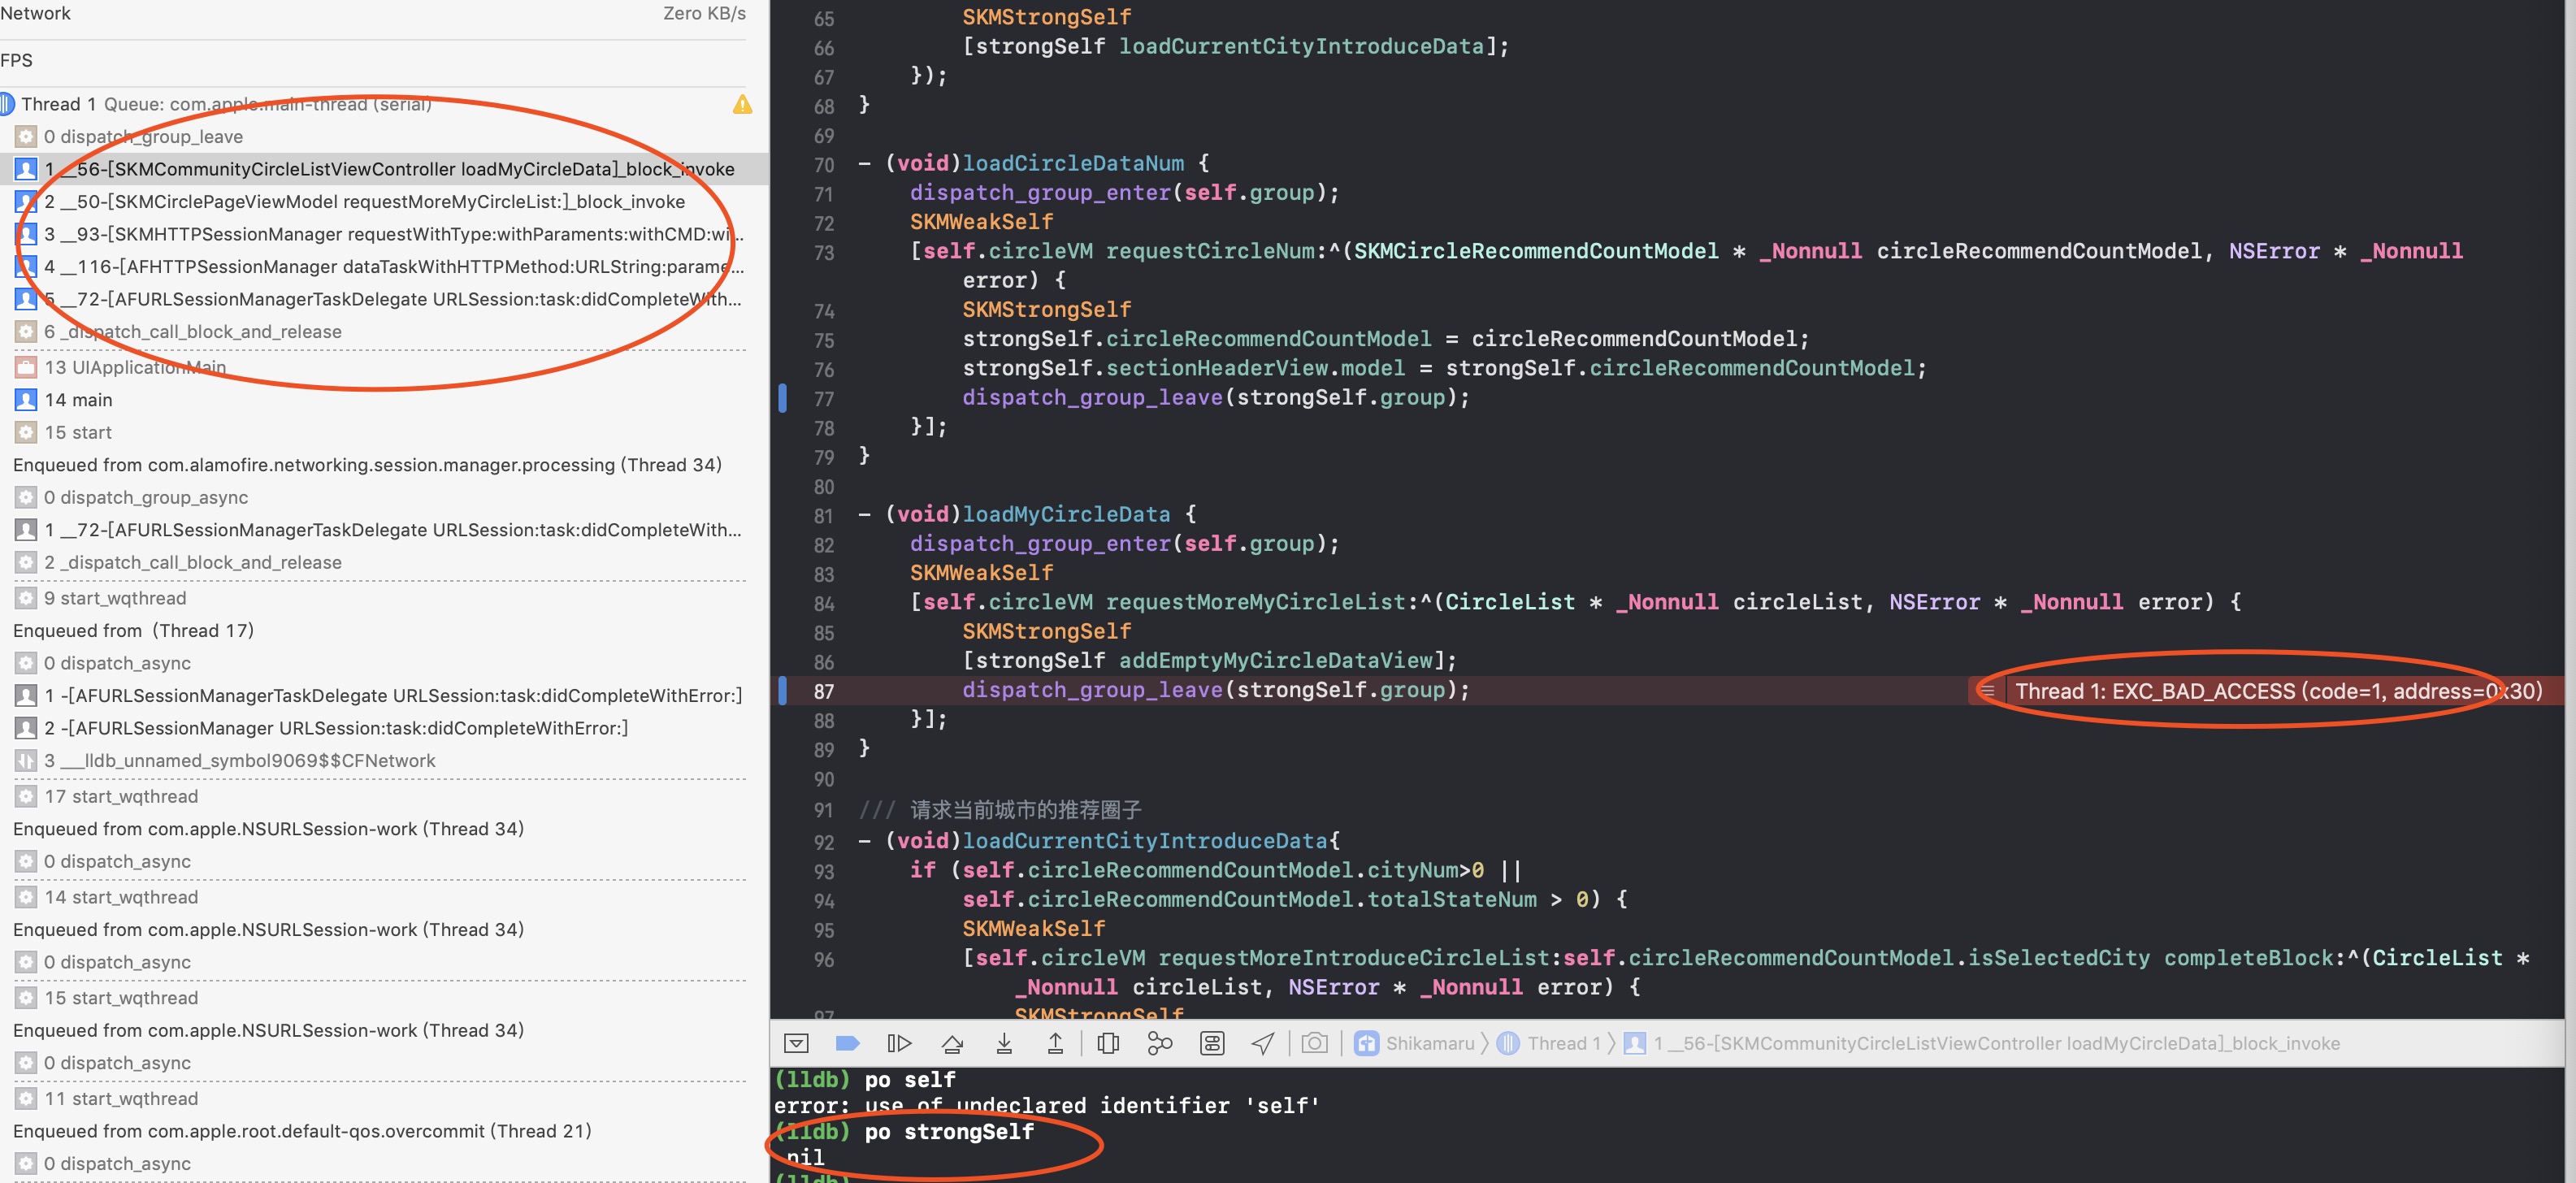 Network Zero KB/s
FPS
Thread 1 Queue: com.apple.main-thread (serial)
0 dispatch_group_leave
1 __56-[SKMCommunityCircleListViewController loadMyCircleData]_block_invoke
2 __50-[SKMCirclePageViewModel requestMoreMyCircleList:]_block_invoke
3 __93-[SKMHTTPSessionManager requestWithType:withParaments:withCMD:wi...
4 __116-[AFHTTPSessionManager dataTaskWithHTTPMethod:URLString:parame...
5 __72-[AFURLSessionManagerTaskDelegate URLSession:task:didCompleteWith...
6 _dispatch_call_block_and_release
13 UIApplicationMain
14 main
15 start
Enqueued from com.alamofire.networking.session.manager.processing (Thread 34)
0 dispatch_group_async
1 __72-[AFURLSessionManagerTaskDelegate URLSession:task:didCompleteWith...
2 _dispatch_call_block_and_release
9 start_wqthread
Enqueued from (Thread 17)
0 dispatch_async
1 -[AFURLSessionManagerTaskDelegate URLSession:task:didCompleteWithError:]
2 -[AFURLSessionManager URLSession:task:didCompleteWithError:]
3 ___lldb_unnamed_symbol9069$$CFNetwork
17 start_wqthread
Enqueued from com.apple.NSURLSession-work (Thread 34)
0 dispatch_async
14 start_wqthread
Enqueued from com.apple.NSURLSession-work (Thread 34)
0 dispatch_async
15 start_wqthread
Enqueued from com.apple.NSURLSession-work (Thread 34)
0 dispatch_async
11 start_wqthread
Enqueued from com.apple.root.default-qos.overcommit (Thread 21)
0 dispatch_async
65 SKMStrongSelf
66 [strongSelf loadCurrentCityIntroduceData];
67 });
68 }
69
70 - (void)loadCircleDataNum {
71 dispatch_group_enter(self.group);
72 SKMWeakSelf
73 [self.circleVM requestCircleNum:^(SKMCircleRecommendCountModel * _Nonnull circleRecommendCountModel, NSError * _Nonnull
error) {
74 SKMStrongSelf
75 strongSelf.circleRecommendCountModel = circleRecommendCountModel;
76 strongSelf.sectionHeaderView.model = strongSelf.circleRecommendCountModel;
77 dispatch_group_leave(strongSelf.group);
78 }];
79 }
80
81 - (void)loadMyCircleData {
82 dispatch_group_enter(self.group);
83 SKMWeakSelf
84 [self.circleVM requestMoreMyCircleList:^(CircleList * _Nonnull circleList, NSError * _Nonnull error) {
85 SKMStrongSelf
86 [strongSelf addEmptyMyCircleDataView];
87 dispatch_group_leave(strongSelf.group); Thread 1: EXC_BAD_ACCESS (code=1, address=0x30)
88 }];
89 }
90
91 /// 请求当前城市的推荐圈子
92 - (void)loadCurrentCityIntroduceData{
93 if (self.circleRecommendCountModel.cityNum>0 ||
94 self.circleRecommendCountModel.totalStateNum > 0) {
95 SKMWeakSelf
96 [self.circleVM requestMoreIntroduceCircleList:self.circleRecommendCountModel.isSelectedCity completeBlock:^(CircleList *
_Nonnull circleList, NSError * _Nonnull error) {
97 SKMStrongSelf
Shikamaru Thread 1 1 __56-[SKMCommunityCircleListViewController loadMyCircleData]_block_invoke
(lldb) po self
error: use of undeclared identifier 'self'
(lldb) po strongSelf
nil
(lldb)